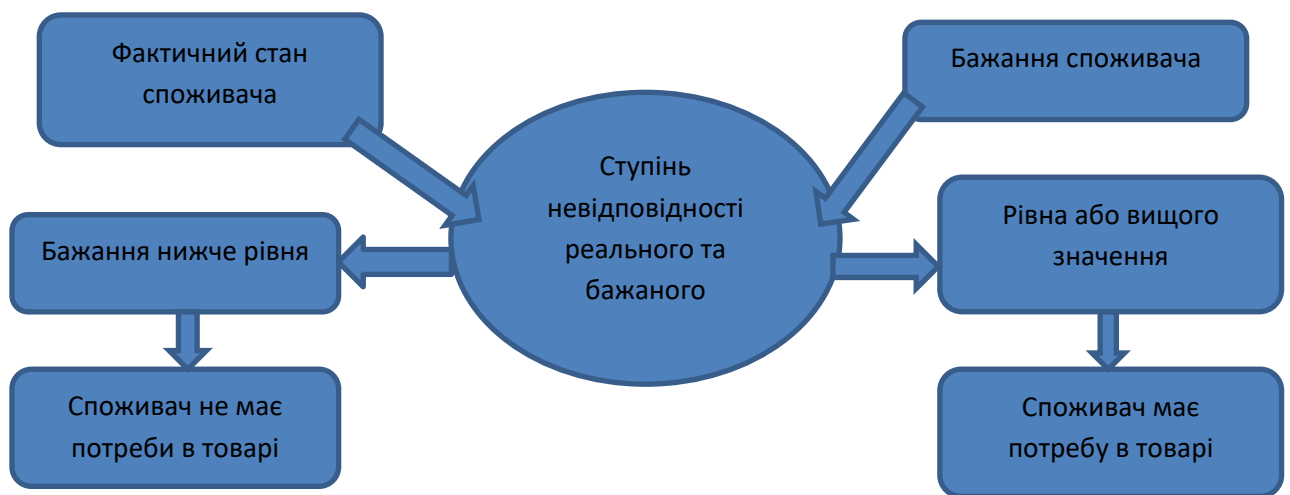 Фактичний стан
споживача
Бажання споживача
Ступінь
невідповідності
реального та
бажаного
Бажання нижче рівня
Рівна або вищого
значення
Споживач не має
потреби в товарі
Споживач має
потребу в товарі